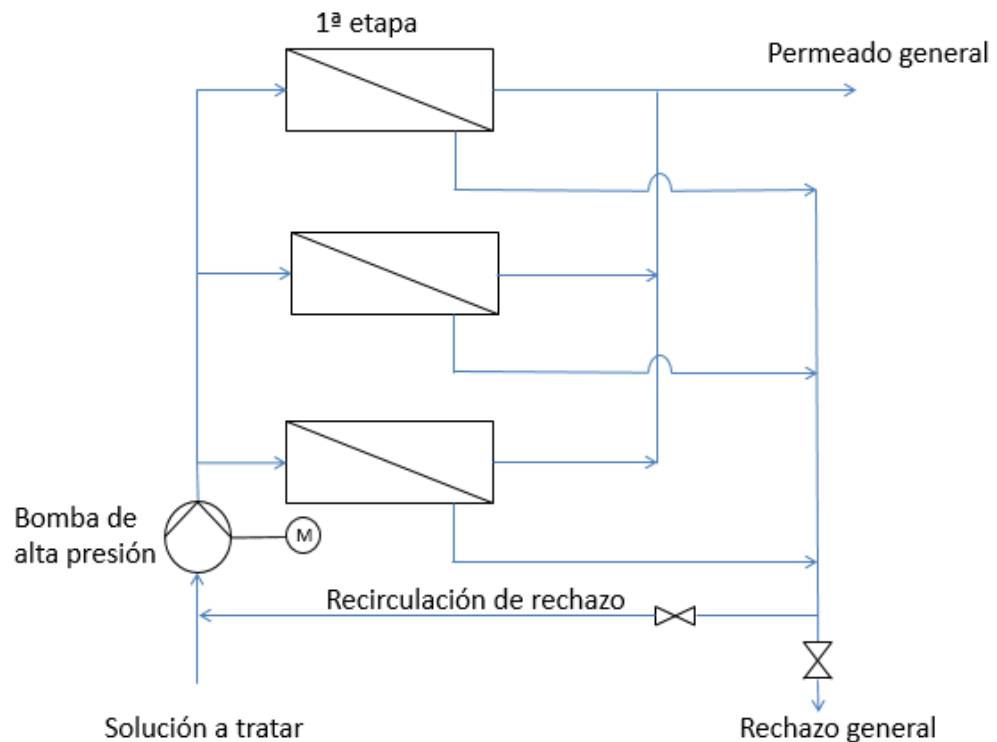 1ª etapa
Permeado general
Bomba de
alta presión
M
Recirculación de rechazo
Solución a tratar
Rechazo general